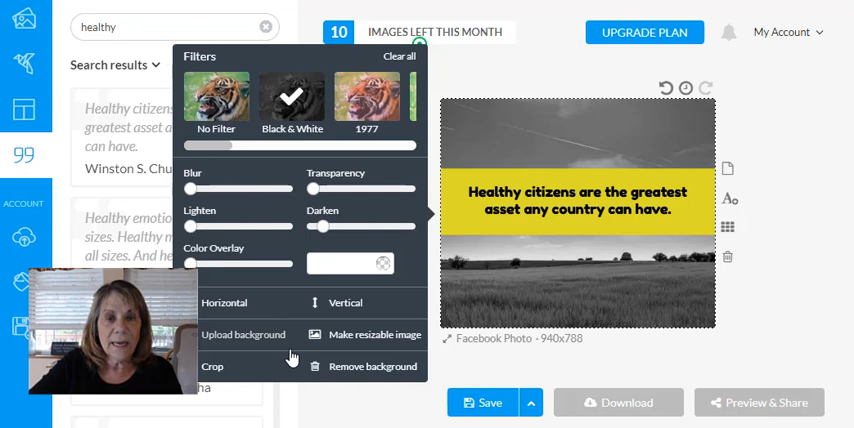 healthy
10 IMAGES LEFT THIS MONTH
UPGRADE PLAN
My Account
Search results
Healthy citizens
greatest asset a
can have.
Winston S. Chu
Healthy emotio
sizes. Healthy m
all sizes. And he
ACCOUNT
Filters
Clear all
No Filter
Black & White
1977
Blur
Transparency
Lighten
Darken
Color Overlay
Horizontal
Vertical
Upload background
Make resizable image
Crop
Remove background
ha
Healthy citizens are the greatest
asset any country can have.
Facebook Photo - 940x788
Save
Download
Preview & Share